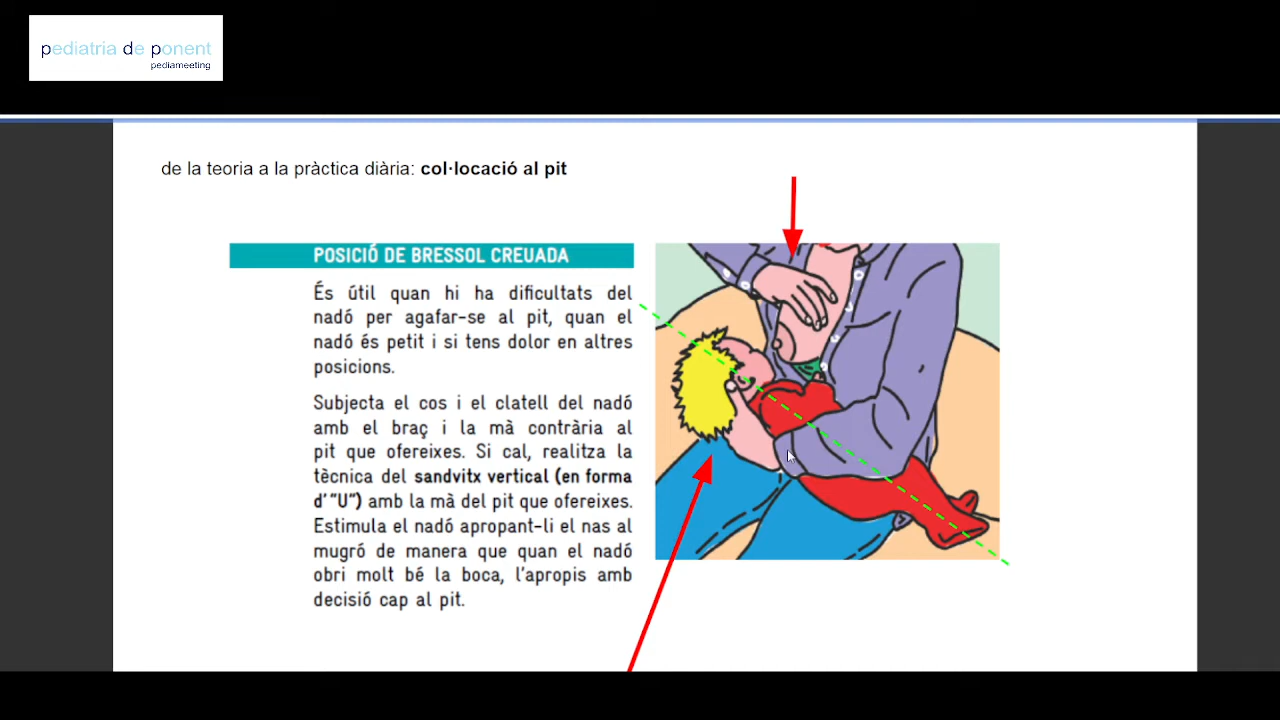 pediatria de ponent
pediameeting
de la teoria a la pràctica diària: col·locació al pit
POSICIÓ DE BRESSOL CREUADA
És útil quan hi ha dificultats del
nadó per agafar-se al pit, quan el
nadó és petit i si tens dolor en altres
posicions.
Subjecta el cos i el clatell del nadó
amb el braç i la mà contrària al
pit que ofereixes. Si cal, realitza la
tècnica del sandvitx vertical (en forma
d' "U") amb la mà del pit que ofereixes.
Estimula el nadó apropant-li el nas al
mugró de manera que quan el nadó
obri molt bé la boca, l'apropis amb
decisió cap al pit.